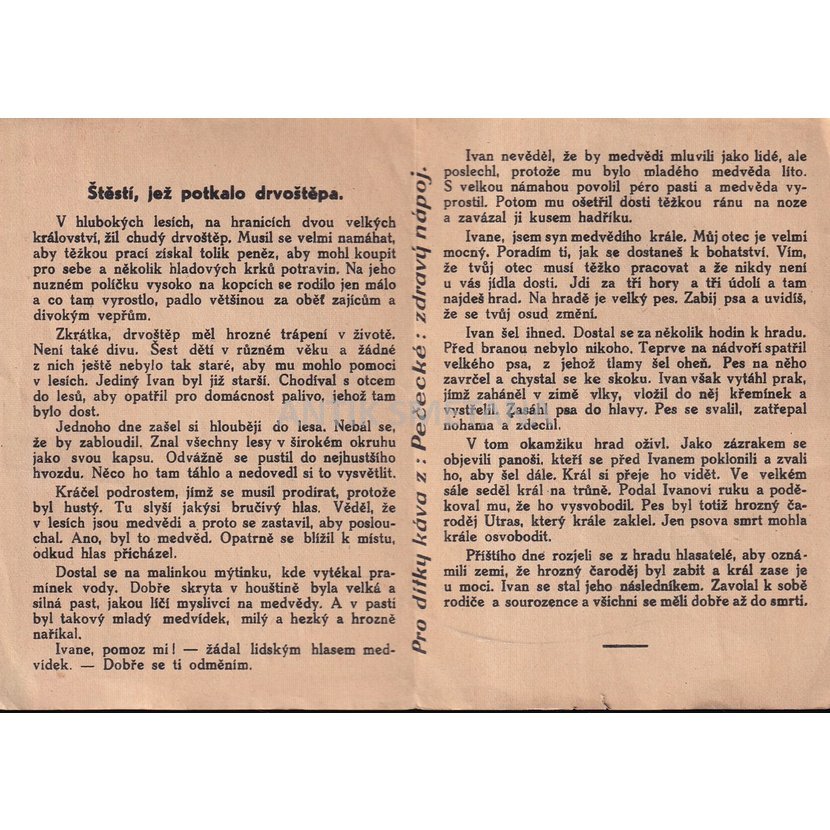 Štěstí, jež potkalo drvoštěpa.
V hlubokých lesích, na hranicích dvou velkých
království, žil chudý drvoštěp. Musil se velmi namáhat,
aby těžkou prací získal tolik peněz, aby mohl koupit
pro sebe a několik hladových krků potravin. Na jeho
nuzném políčku vysoko na kopcích se rodilo jen málo
a co tam vyrostlo, padlo většinou za oběť zajícům a
divokým vepřům.
Zkrátka, drvoštěp měl hrozné trápení v životě.
Není také divu. Šest dětí v různém věku a žádné
z nich ještě nebylo tak staré, aby mu mohlo pomoci
v lesích. Jediný Ivan byl již starší. Chodíval s otcem
do lesů, aby opatřil pro domácnost palivo, jehož tam
bylo dost.
Jednoho dne zašel si hlouběji do lesa. Nebál se,
že by zabloudil. Znal všechny lesy v širokém okruhu
jako svou kapsu. Odvážně se pustil do nejhustšího
hvozdu. Něco ho tam táhlo a nedovedl si to vysvětlit.
Kráčel podrostem, jímž se musil prodírat, protože
byl hustý. Tu slyší jakýsi bručivý hlas. Věděl, že
v lesích jsou medvědi a proto se zastavil, aby poslou-
chal. Ano, byl to medvěd. Opatrně se blížil k místu,
odkud hlas přicházel.
Dostal se na malinkou mýtinku, kde vytékal pra-
mínek vody. Dobře skryta v houštině byla velká a
silná past, jakou líčí myslivci na medvědy. A v pasti
byl takový mladý medvídek, milý a hezký a hrozně
naříkal.
Ivane, pomoz mi! — žádal lidským hlasem med-
vídek. — Dobře se ti odměním.
Pro dílky káva z: Pečecké: zdravý nápoj.
Ivan nevěděl, že by medvědi mluvili jako lidé, ale
poslechl, protože mu bylo mladého medvěda líto.
S velkou námahou povolil péro pasti a medvěda vy-
prostil. Potom mu ošetřil dosti těžkou ránu na noze
a zavázal ji kusem hadříku.
Ivane, jsem syn medvědího krále. Můj otec je velmi
mocný. Poradím ti, jak se dostaneš k bohatství. Vím,
že tvůj otec musí těžko pracovat a že nikdy není
u vás jídla dosti. Jdi za tři hory a tři údolí a tam
najdeš hrad. Na hradě je velký pes. Zabij psa a uvidíš,
že se tvůj osud změní.
Ivan šel ihned. Dostal se za několik hodin k hradu.
Před branou nebylo nikoho. Teprve na nádvoří spatřil
velkého psa, z jehož tlamy šel oheň. Pes na něho
zavrčel a chystal se ke skoku. Ivan však vytáhl prak,
jímž zaháněl v zimě vlky, vložil do něj křemínek a
vystrelil. Zasáhl psa do hlavy. Pes se svalil, zatřepal
nohama a zdechl.
V tom okamžiku hrad oživl. Jako zázrakem se
objevili panoši, kteří se před Ivanem poklonili a zvali
ho, aby šel dále. Král si přeje ho vidět. Ve velkém
sále seděl král na trůně. Podal Ivanovi ruku a podě-
koval mu, že ho vysvobodil. Pes byl totiž hrozný ča-
roděj Utras, který krále zaklel. Jen psova smrt mohla
krále osvobodit.
Příštího dne rozjeli se z hradu hlasatelé, aby ozná-
mili zemi, že hrozný čaroděj byl zabit a král zase je
u moci. Ivan se stal jeho následníkem. Zavolal k sobě
rodiče a sourozence a všichni se měli dobře až do smrti.